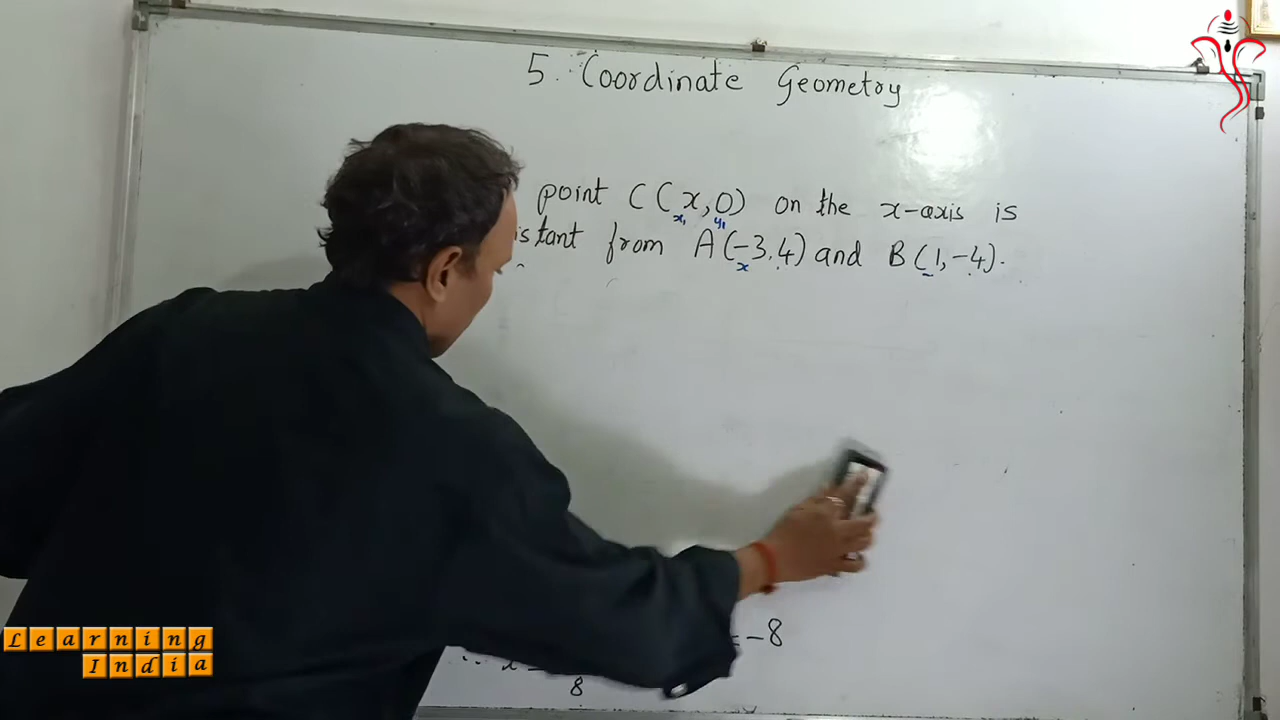 5. Coordinate Geometry
point C (x, 0) on the x-axis is
x₁ y₁
istant from A (-3, 4) and B (1, -4).
x
= -8
∴ x =
8
Learning
India